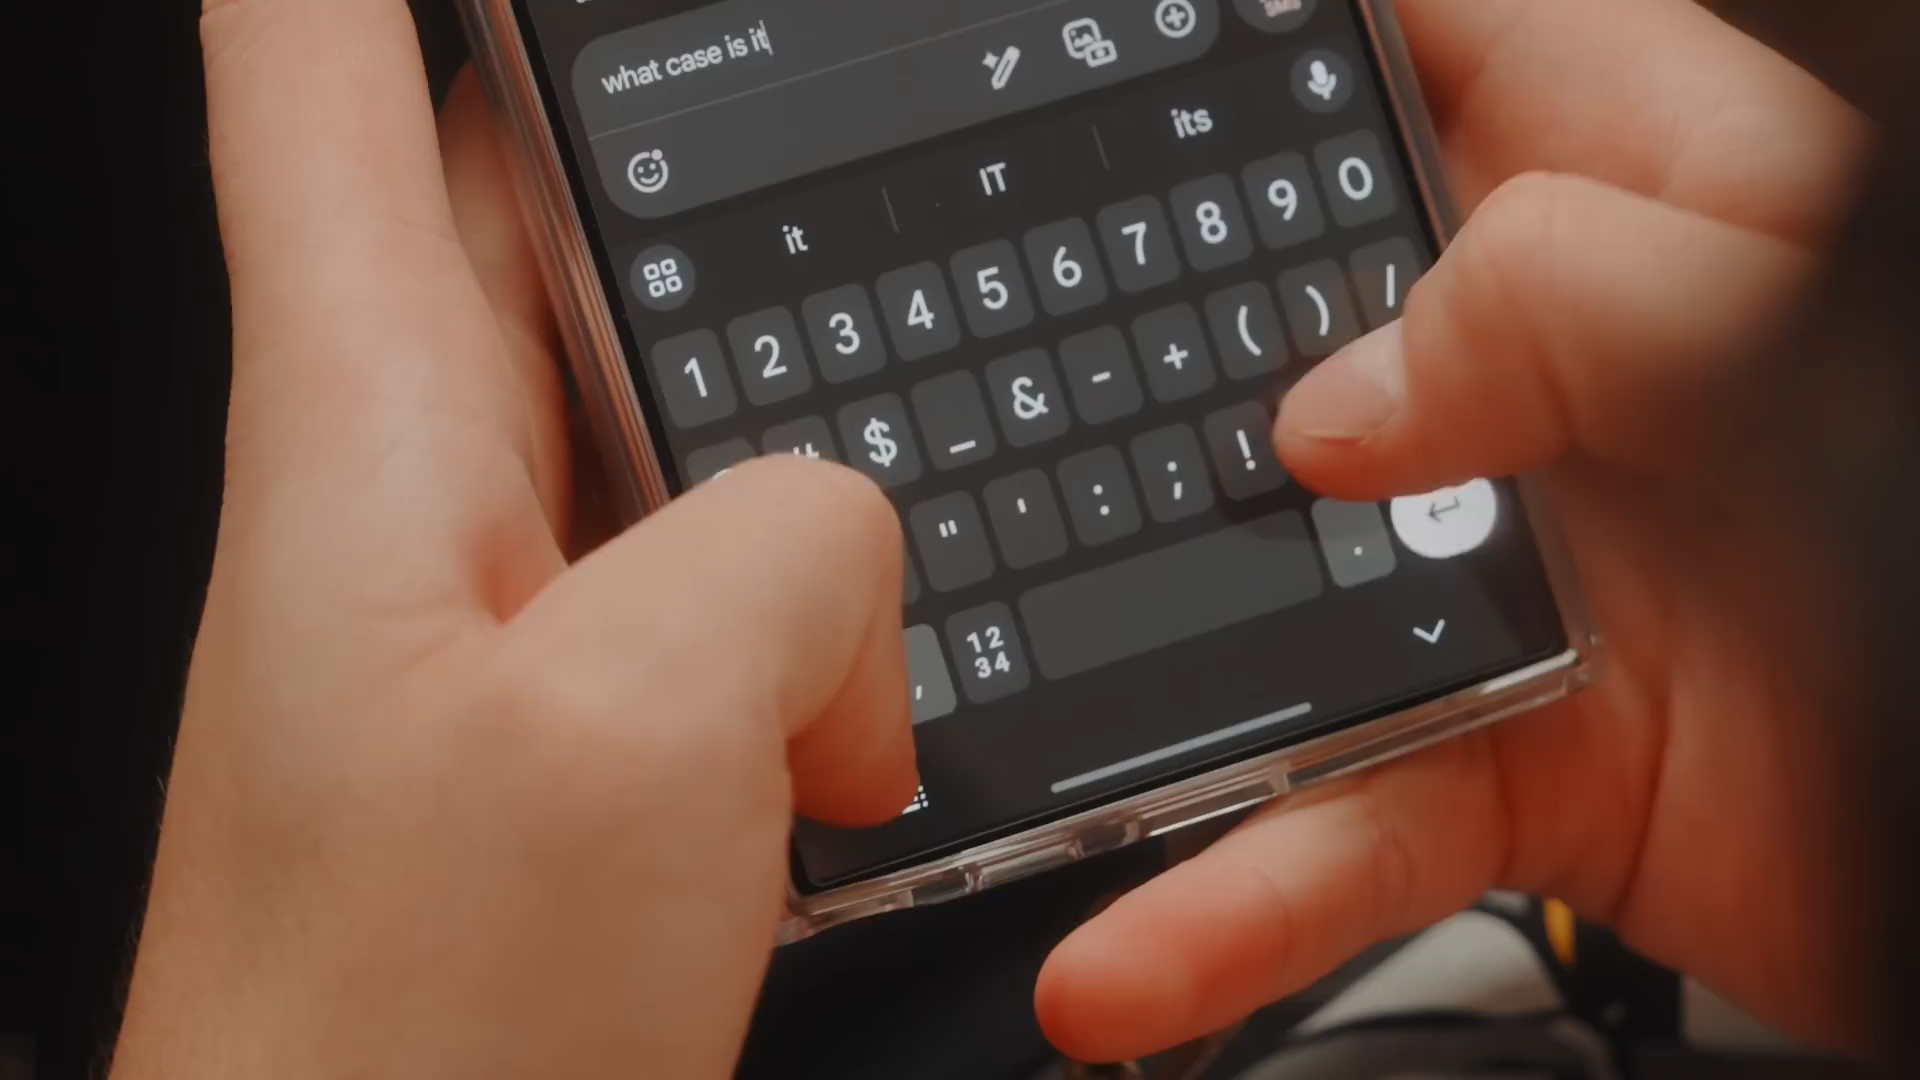 what case is it
SMS
it IT its
1 2 3 4 5 6 7 8 9 0
# $ _ & - + ( ) /
" ' : ; !
, 12 34 .